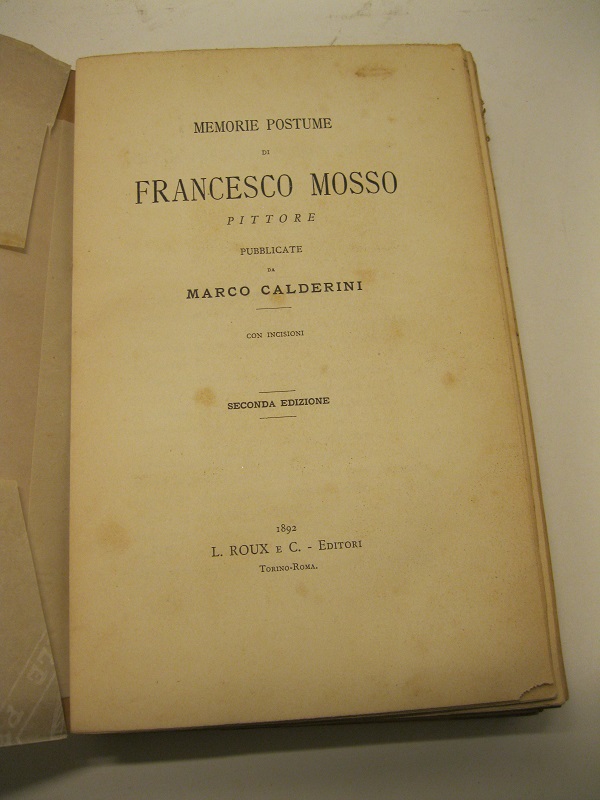 MEMORIE POSTUME
DI
FRANCESCO MOSSO
PITTORE
PUBBLICATE
DA
MARCO CALDERINI
CON INCISIONI
SECONDA EDIZIONE
1892
L. ROUX E C. - EDITORI
TORINO-ROMA.